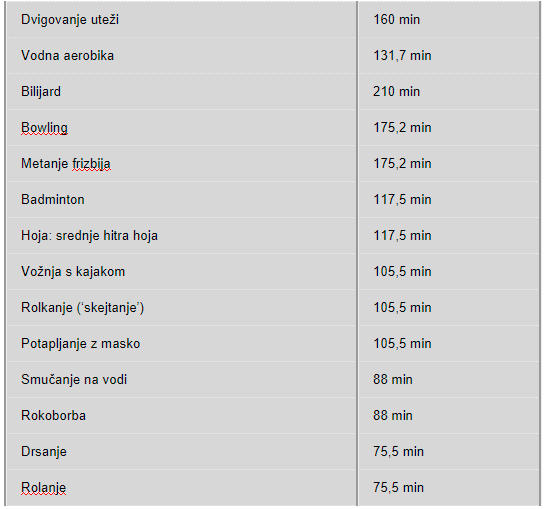 Dvigovanje uteži 160 min
Vodna aerobika 131,7 min
Bilijard 210 min
Bowling 175,2 min
Metanje frizbija 175,2 min
Badminton 117,5 min
Hoja: srednje hitra hoja 117,5 min
Vožnja s kajakom 105,5 min
Rolkanje (‘skejtanje’) 105,5 min
Potapljanje z masko 105,5 min
Smučanje na vodi 88 min
Rokoborba 88 min
Drsanje 75,5 min
Rolanje 75,5 min